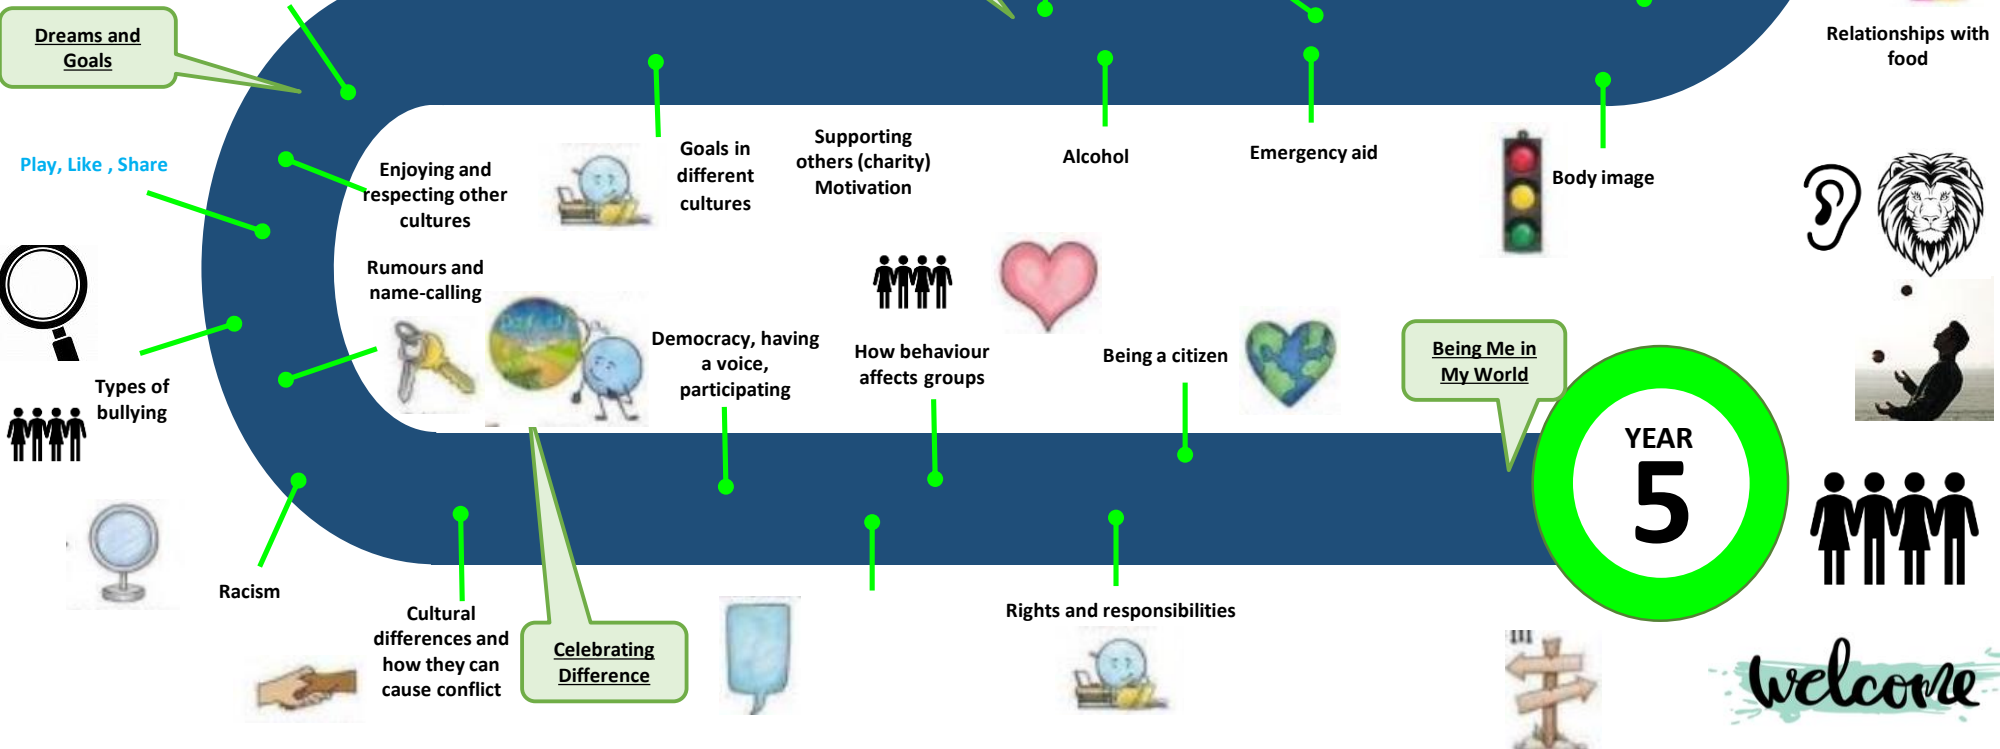 Dreams and
Goals
Relationships with
food
Play, Like , Share
Enjoying and
respecting other
cultures
Goals in
different
cultures
Supporting
others (charity)
Motivation
Alcohol
Emergency aid
Body image
Rumours and
name-calling
Types of
bullying
Democracy, having
a voice,
participating
How behaviour
affects groups
Being a citizen
Being Me in
My World
YEAR
5
Racism
Cultural
differences and
how they can
cause conflict
Celebrating
Difference
Rights and responsibilities
welcome